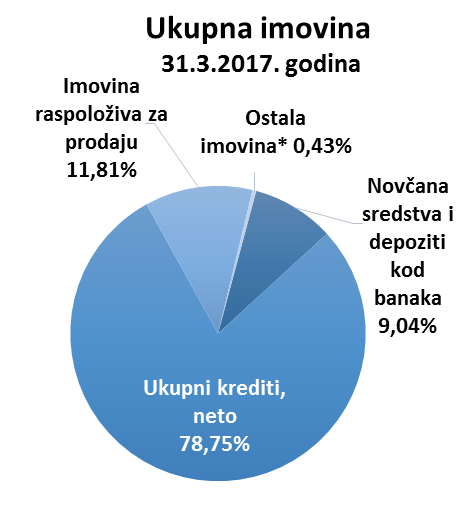 Ukupna imovina
31.3.2017. godina
Imovina
raspoloživa za
prodaju
11,81%
Ostala
imovina* 0,43%
Novčana
sredstva i
depoziti
kod
banaka
9,04%
Ukupni krediti,
neto
78,75%